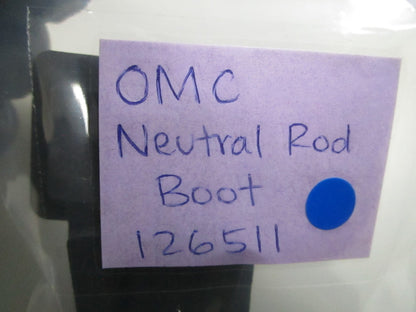 OMC
Neutral Rod
Boot
126511